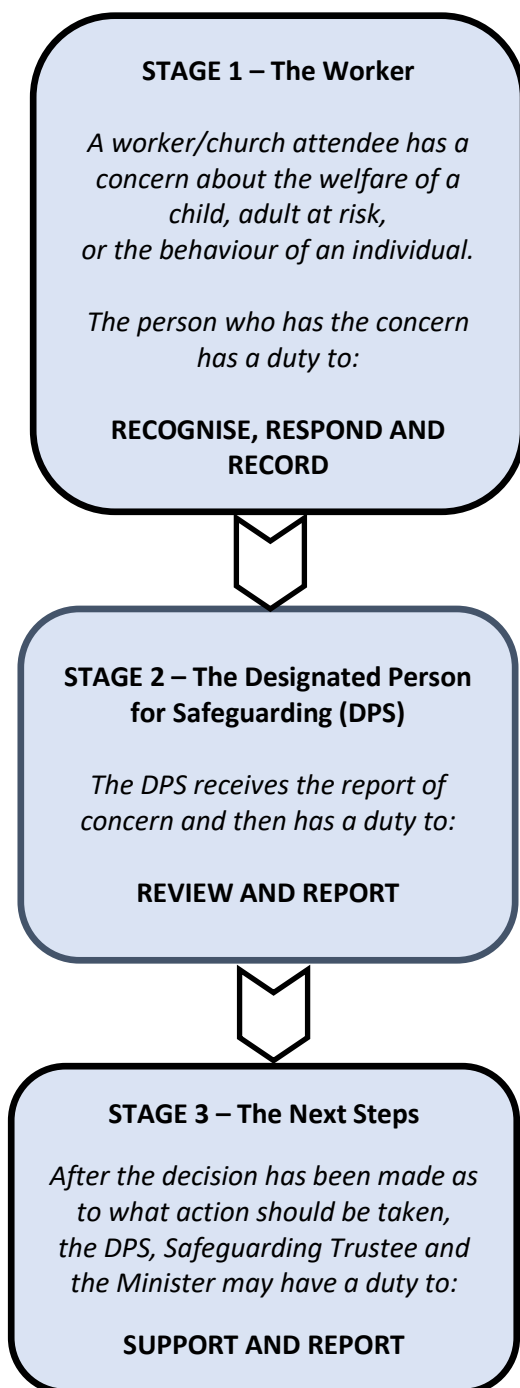 STAGE 1 – The Worker
A worker/church attendee has a
concern about the welfare of a
child, adult at risk,
or the behaviour of an individual.
The person who has the concern
has a duty to:
RECOGNISE, RESPOND AND
RECORD
STAGE 2 – The Designated Person
for Safeguarding (DPS)
The DPS receives the report of
concern and then has a duty to:
REVIEW AND REPORT
STAGE 3 – The Next Steps
After the decision has been made as
to what action should be taken,
the DPS, Safeguarding Trustee and
the Minister may have a duty to:
SUPPORT AND REPORT